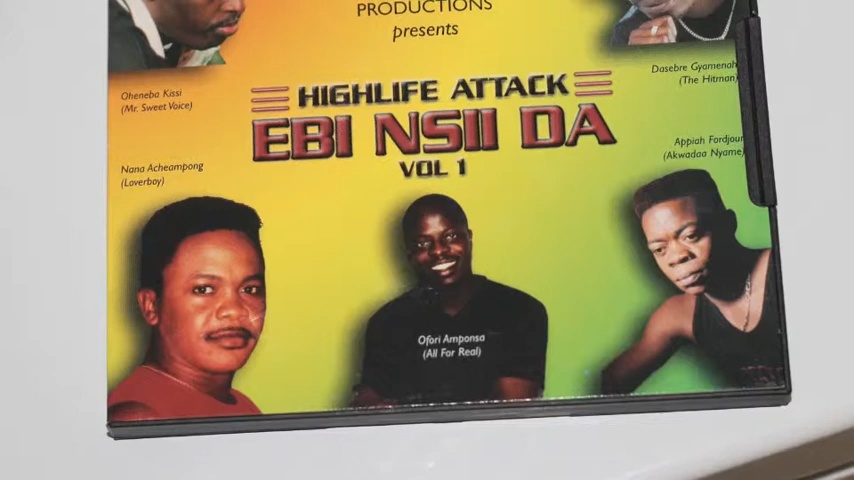 PRODUCTIONS
presents
Oheneba Kissi
(Mr. Sweet Voice)
Dasebre Gyamenah
(The Hitman)
HIGHLIFE ATTACK
EBI NSII DA
VOL 1
Nana Acheampong
(Loverboy)
Appiah Fordjour
(Akwadaa Nyame)
Ofori Amponsa
(All For Real)